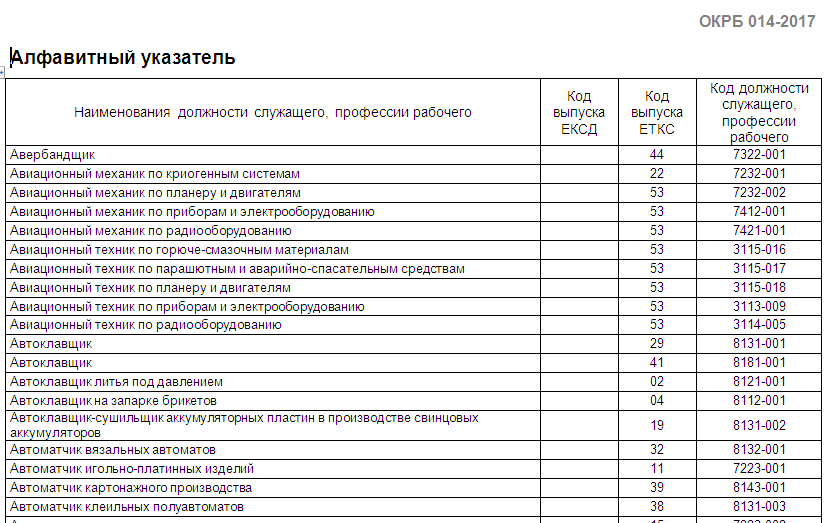 ОКРБ 014-2017
Алфавитный указатель
Наименования должности служащего, профессии рабочего
Код выпуска ЕКСД
Код выпуска ЕТКС
Код должности служащего, профессии рабочего
Авербандщик 44 7322-001
Авиационный механик по криогенным системам 22 7232-001
Авиационный механик по планеру и двигателям 53 7232-002
Авиационный механик по приборам и электрооборудованию 53 7412-001
Авиационный механик по радиооборудованию 53 7421-001
Авиационный техник по горюче-смазочным материалам 53 3115-016
Авиационный техник по парашютным и аварийно-спасательным средствам 53 3115-017
Авиационный техник по планеру и двигателям 53 3115-018
Авиационный техник по приборам и электрооборудованию 53 3113-009
Авиационный техник по радиооборудованию 53 3114-005
Автоклавщик 29 8131-001
Автоклавщик 41 8181-001
Автоклавщик литья под давлением 02 8121-001
Автоклавщик на запарке брикетов 04 8112-001
Автоклавщик-сушильщик аккумуляторных пластин в производстве свинцовых
аккумуляторов 19 8131-002
Автоматчик вязальных автоматов 32 8132-001
Автоматчик игольно-платинных изделий 11 7223-001
Автоматчик картонажного производства 39 8143-001
Автоматчик клеильных полуавтоматов 38 8131-003